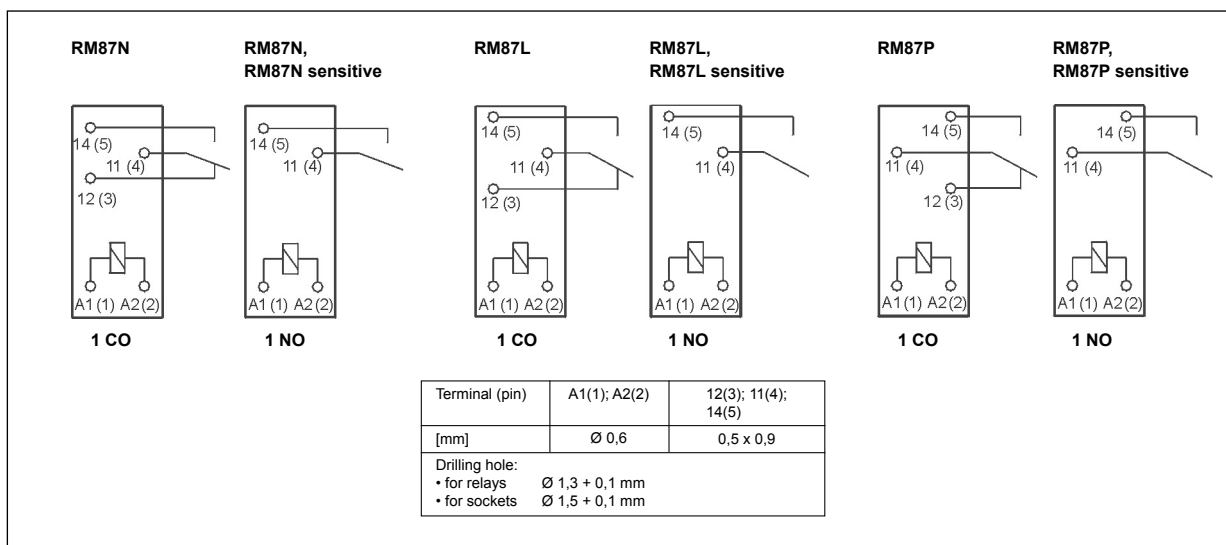 RM87N
RM87N,
RM87N sensitive
RM87L
RM87L,
RM87L sensitive
RM87P
RM87P,
RM87P sensitive
14 (5)
11 (4)
12 (3)
A1 (1) A2 (2)
1 CO
14 (5)
11 (4)
A1 (1) A2 (2)
1 NO
14 (5)
11 (4)
12 (3)
A1 (1) A2 (2)
1 CO
14 (5)
11 (4)
A1 (1) A2 (2)
1 NO
14 (5)
11 (4)
12 (3)
A1 (1) A2 (2)
1 CO
14 (5)
11 (4)
A1 (1) A2 (2)
1 NO
Terminal (pin) A1(1); A2(2) 12(3); 11(4);
14(5)
[mm] Ø 0,6 0,5 x 0,9
Drilling hole:
• for relays Ø 1,3 + 0,1 mm
• for sockets Ø 1,5 + 0,1 mm